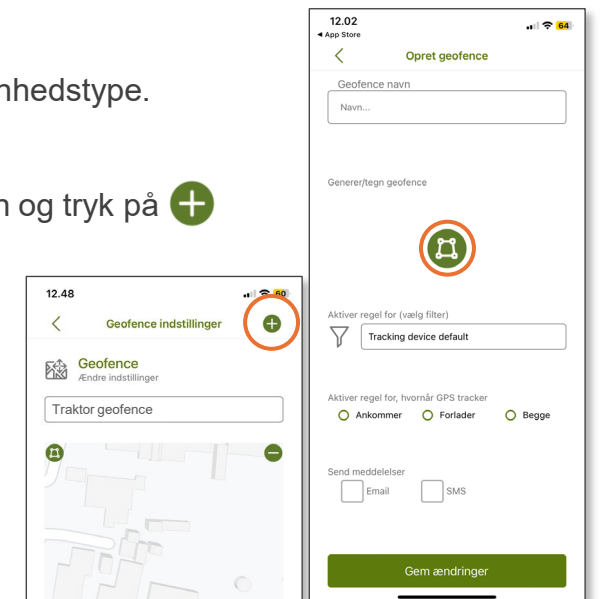 nhedstype.
n og tryk på
12.48
60
Geofence indstillinger
Geofence
Ændre indstillinger
Traktor geofence
12.02
64
App Store
Opret geofence
Geofence navn
Navn...
Generer/tegn geofence
Aktiver regel for (vælg filter)
Tracking device default
Aktiver regel for, hvornår GPS tracker
Ankommer Forlader Begge
Send meddelelser
Email SMS
Gem ændringer